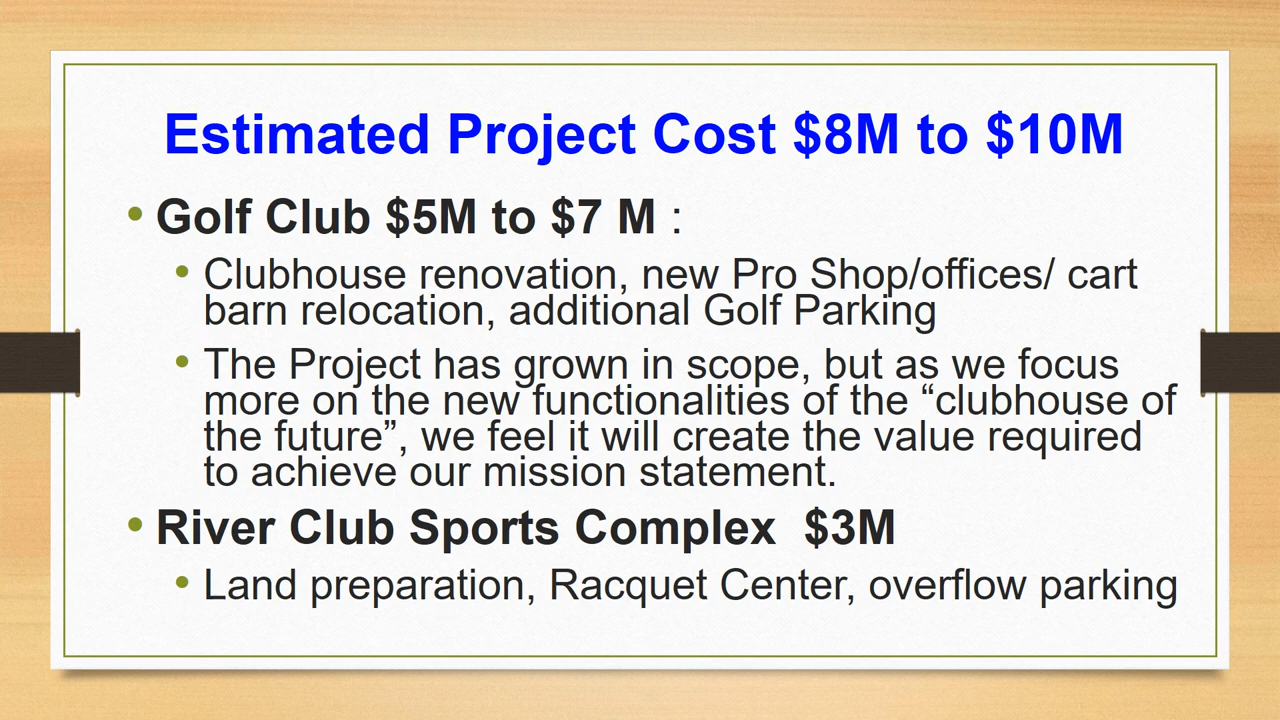 Estimated Project Cost $8M to $10M
• Golf Club $5M to $7 M :
• Clubhouse renovation, new Pro Shop/offices/ cart
barn relocation, additional Golf Parking
• The Project has grown in scope, but as we focus
more on the new functionalities of the “clubhouse of
the future”, we feel it will create the value required
to achieve our mission statement.
• River Club Sports Complex  $3M
• Land preparation, Racquet Center, overflow parking